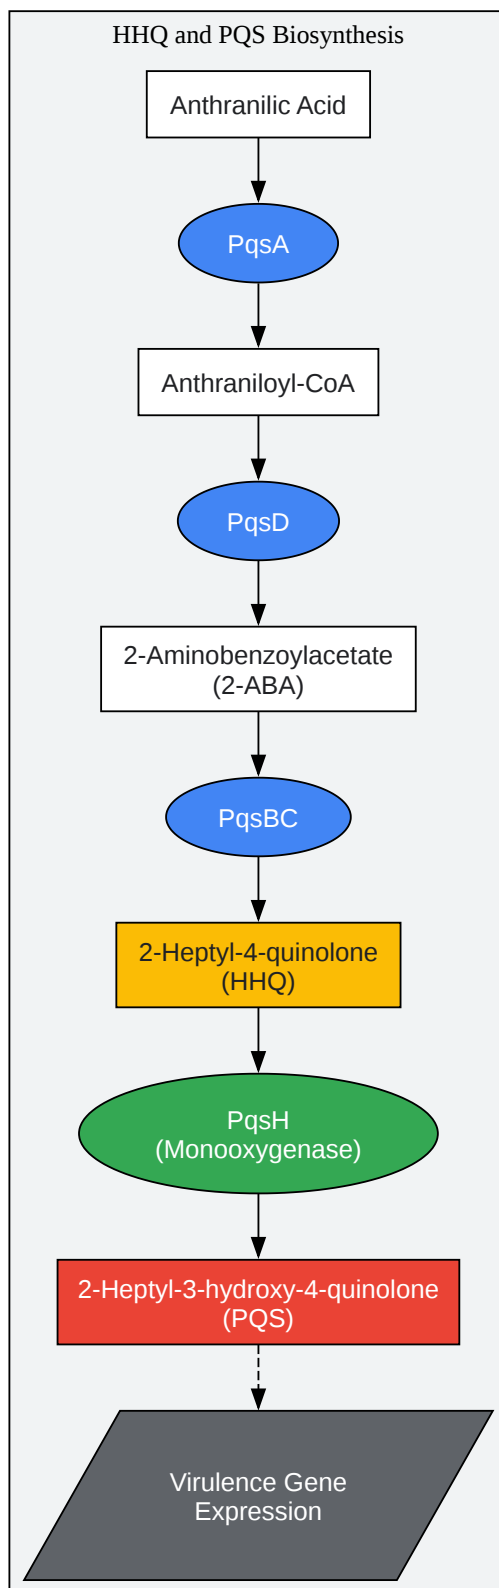 HHQ and PQS Biosynthesis
Anthranilic Acid
PqsA
Anthraniloyl-CoA
PqsD
2-Aminobenzoylacetate
(2-ABA)
PqsBC
2-Heptyl-4-quinolone
(HHQ)
PqsH
(Monooxygenase)
2-Heptyl-3-hydroxy-4-quinolone
(PQS)
Virulence Gene
Expression